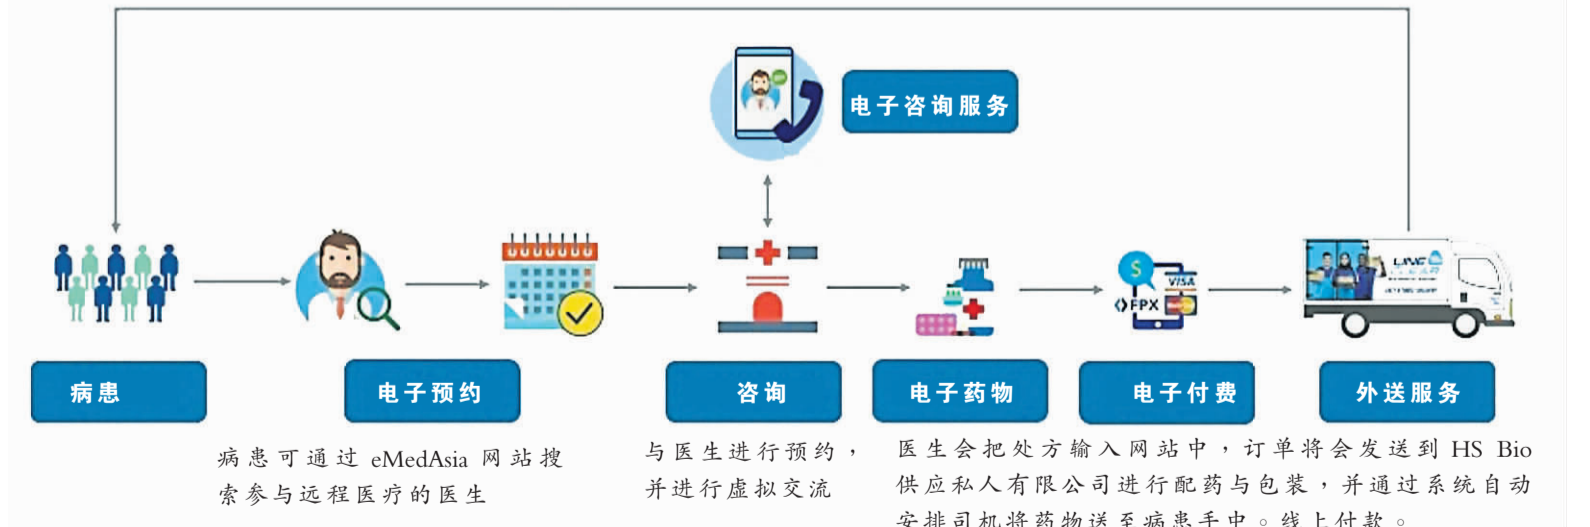 电子咨询服务
FPX
VISA
LINE
病患
电子预约
咨询
电子药物
电子付费
外送服务
病患可通过 eMedAsia 网站搜
索参与远程医疗的医生
与医生进行预约，
并进行虚拟交流
医生会把处方输入网站中，订单将会发送到 HS Bio
供应私人有限公司进行配药与包装，并通过系统自动
安排司机将药物送至病患手中。线上付款。